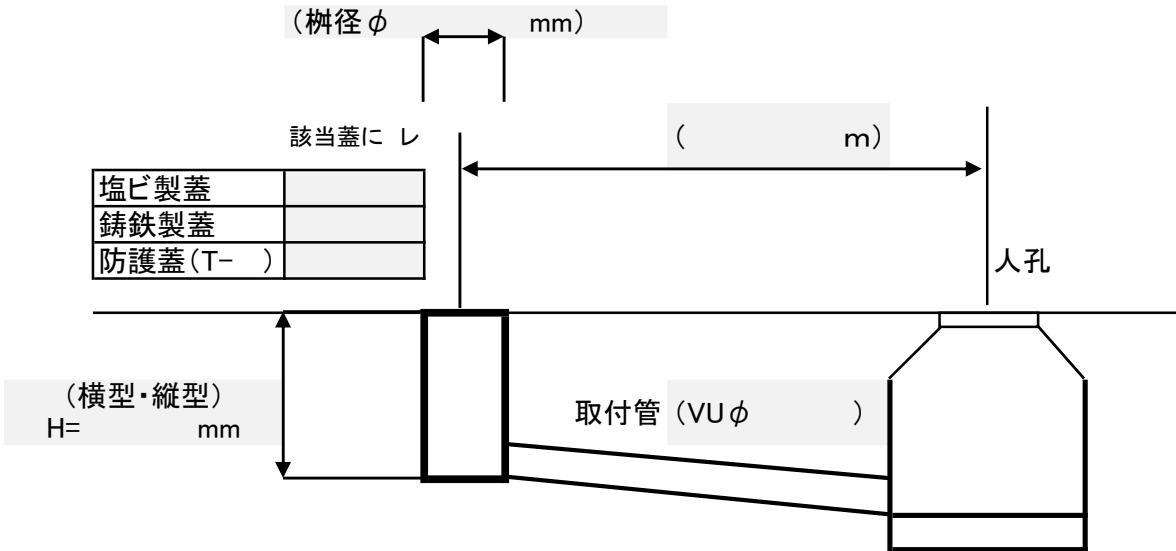 (桝径φ　　　　　mm)
該当蓋に レ
(　　　　　　m)
塩ビ製蓋
鋳鉄製蓋
防護蓋(T-　)
人孔
(横型・縦型)
H=　　　　　mm
取付管 (VUφ　　　　)